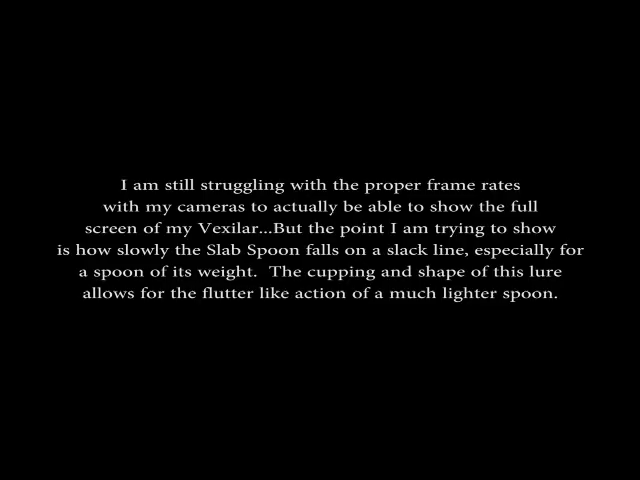 I am still struggling with the proper frame rates
with my cameras to actually be able to show the full
screen of my Vexilar...But the point I am trying to show
is how slowly the Slab Spoon falls on a slack line, especially for
a spoon of its weight.  The cupping and shape of this lure
allows for the flutter like action of a much lighter spoon.